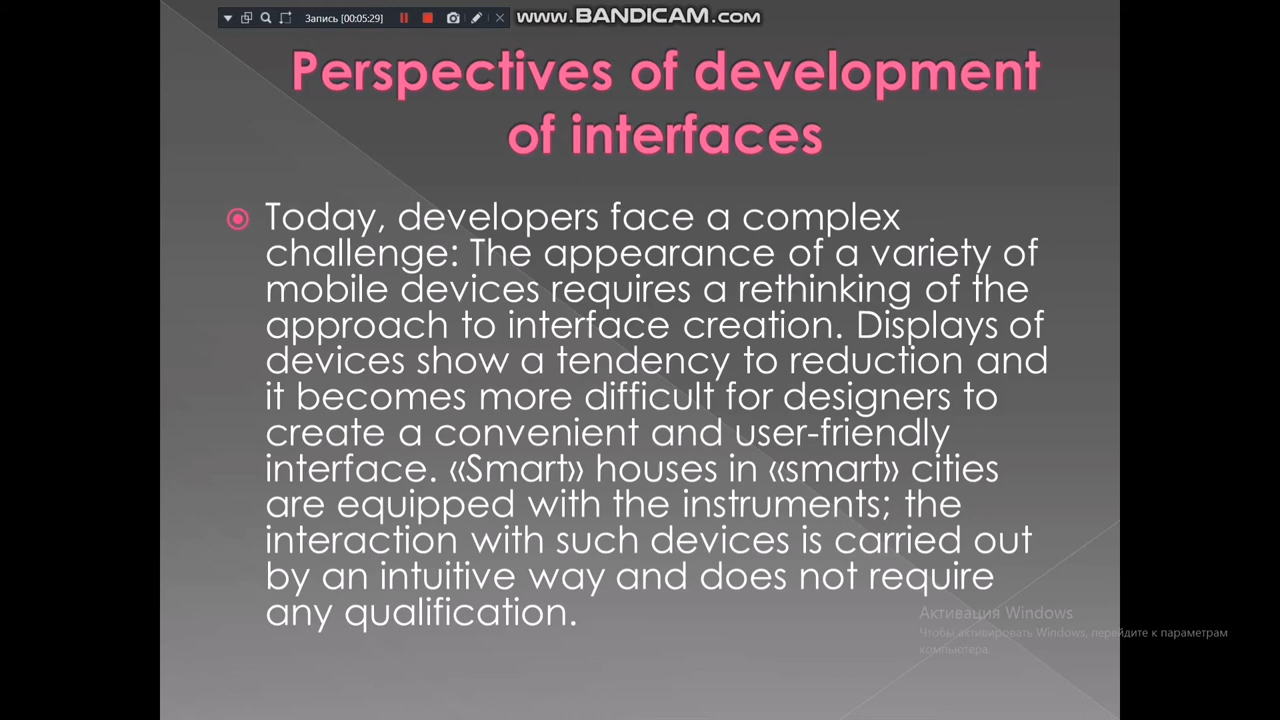 Запись [00:05:29]
www.BANDICAM.com
Perspectives of development
of interfaces
Today, developers face a complex
challenge: The appearance of a variety of
mobile devices requires a rethinking of the
approach to interface creation. Displays of
devices show a tendency to reduction and
it becomes more difficult for designers to
create a convenient and user-friendly
interface. «Smart» houses in «smart» cities
are equipped with the instruments; the
interaction with such devices is carried out
by an intuitive way and does not require
any qualification.
Активация Windows
Чтобы активировать Windows, перейдите к параметрам
компьютера.